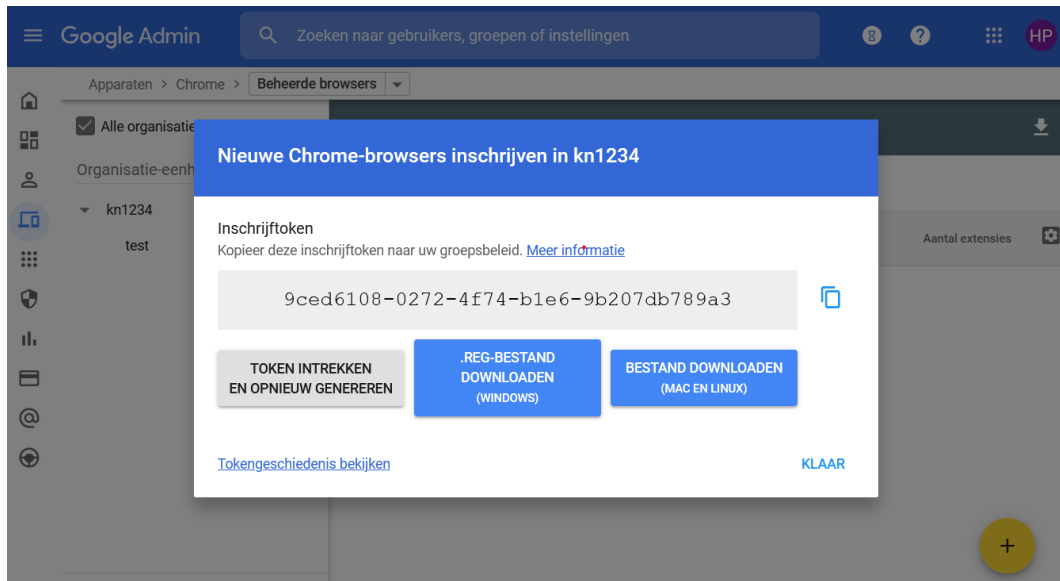 Google Admin
Zoeken naar gebruikers, groepen of instellingen
HP
Apparaten > Chrome > Beheerde browsers
Alle organisatie
Organisatie-eenh
kn1234
test
Aantal extensies
Nieuwe Chrome-browsers inschrijven in kn1234
Inschrijftoken
Kopieer deze inschrijftoken naar uw groepsbeleid. Meer informatie
9ced6108-0272-4f74-b1e6-9b207db789a3
TOKEN INTREKKEN
EN OPNIEUW GENEREREN
.REG-BESTAND
DOWNLOADEN
(WINDOWS)
BESTAND DOWNLOADEN
(MAC EN LINUX)
Tokengeschiedenis bekijken
KLAAR